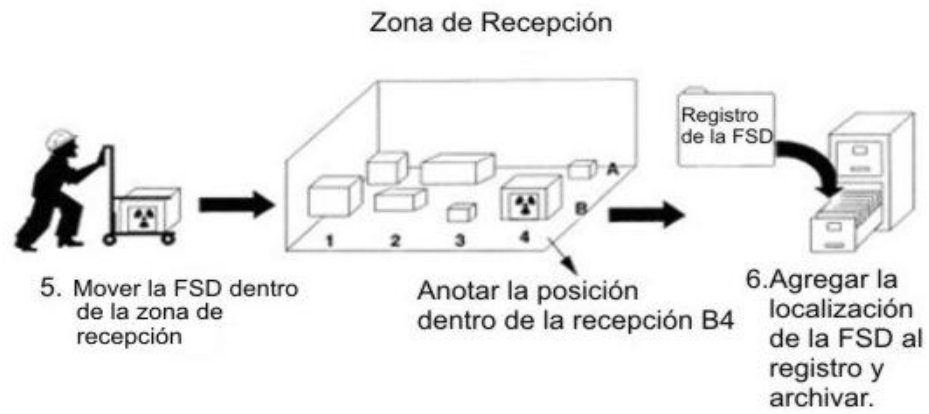 Zona de Recepción
Registro
de la FSD
A
B
1 2 3 4
5. Mover la FSD dentro
de la zona de
recepción
Anotar la posición
dentro de la recepción B4
6.Agregar la
localización
de la FSD al
registro y
archivar.